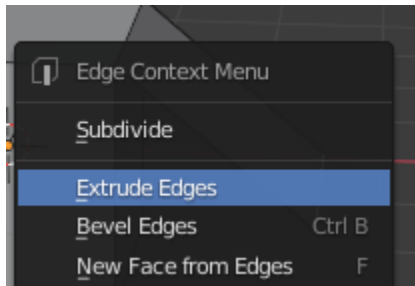 Edge Context Menu
Subdivide
Extrude Edges
Bevel Edges Ctrl B
New Face from Edges F